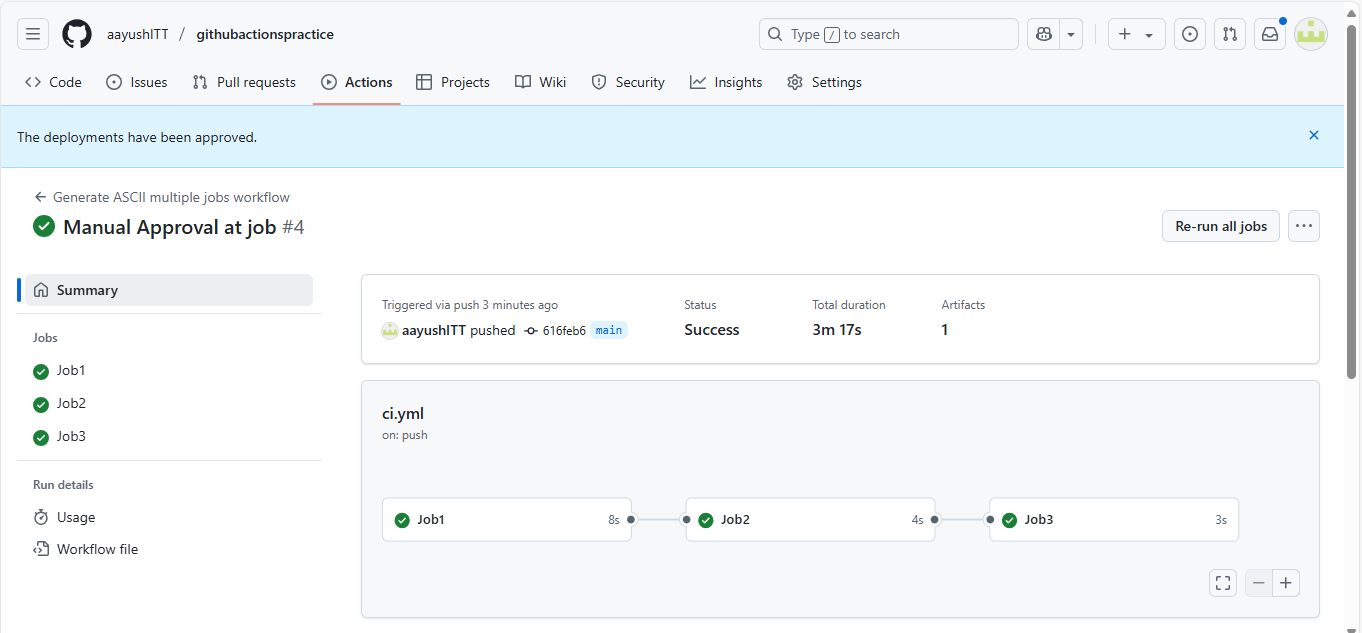 aayushITT / githubactionspractice
Type / to search
Code Issues Pull requests Actions Projects Wiki Security Insights Settings
The deployments have been approved.
Generate ASCII multiple jobs workflow
Manual Approval at job #4
Re-run all jobs
Summary
Jobs
Job1
Job2
Job3
Run details
Usage
Workflow file
Triggered via push 3 minutes ago
aayushITT pushed 616feb6 main
Status
Success
Total duration
3m 17s
Artifacts
1
ci.yml
on: push
Job1 8s
Job2 4s
Job3 3s